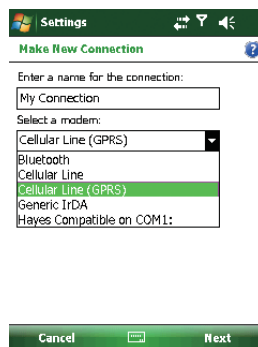 Settings
Make New Connection
?
Enter a name for the connection:
My Connection
Select a modem:
Cellular Line (GPRS)
Bluetooth
Cellular Line
Cellular Line (GPRS)
Generic IrDA
Hayes Compatible on COM1:
Cancel
Next